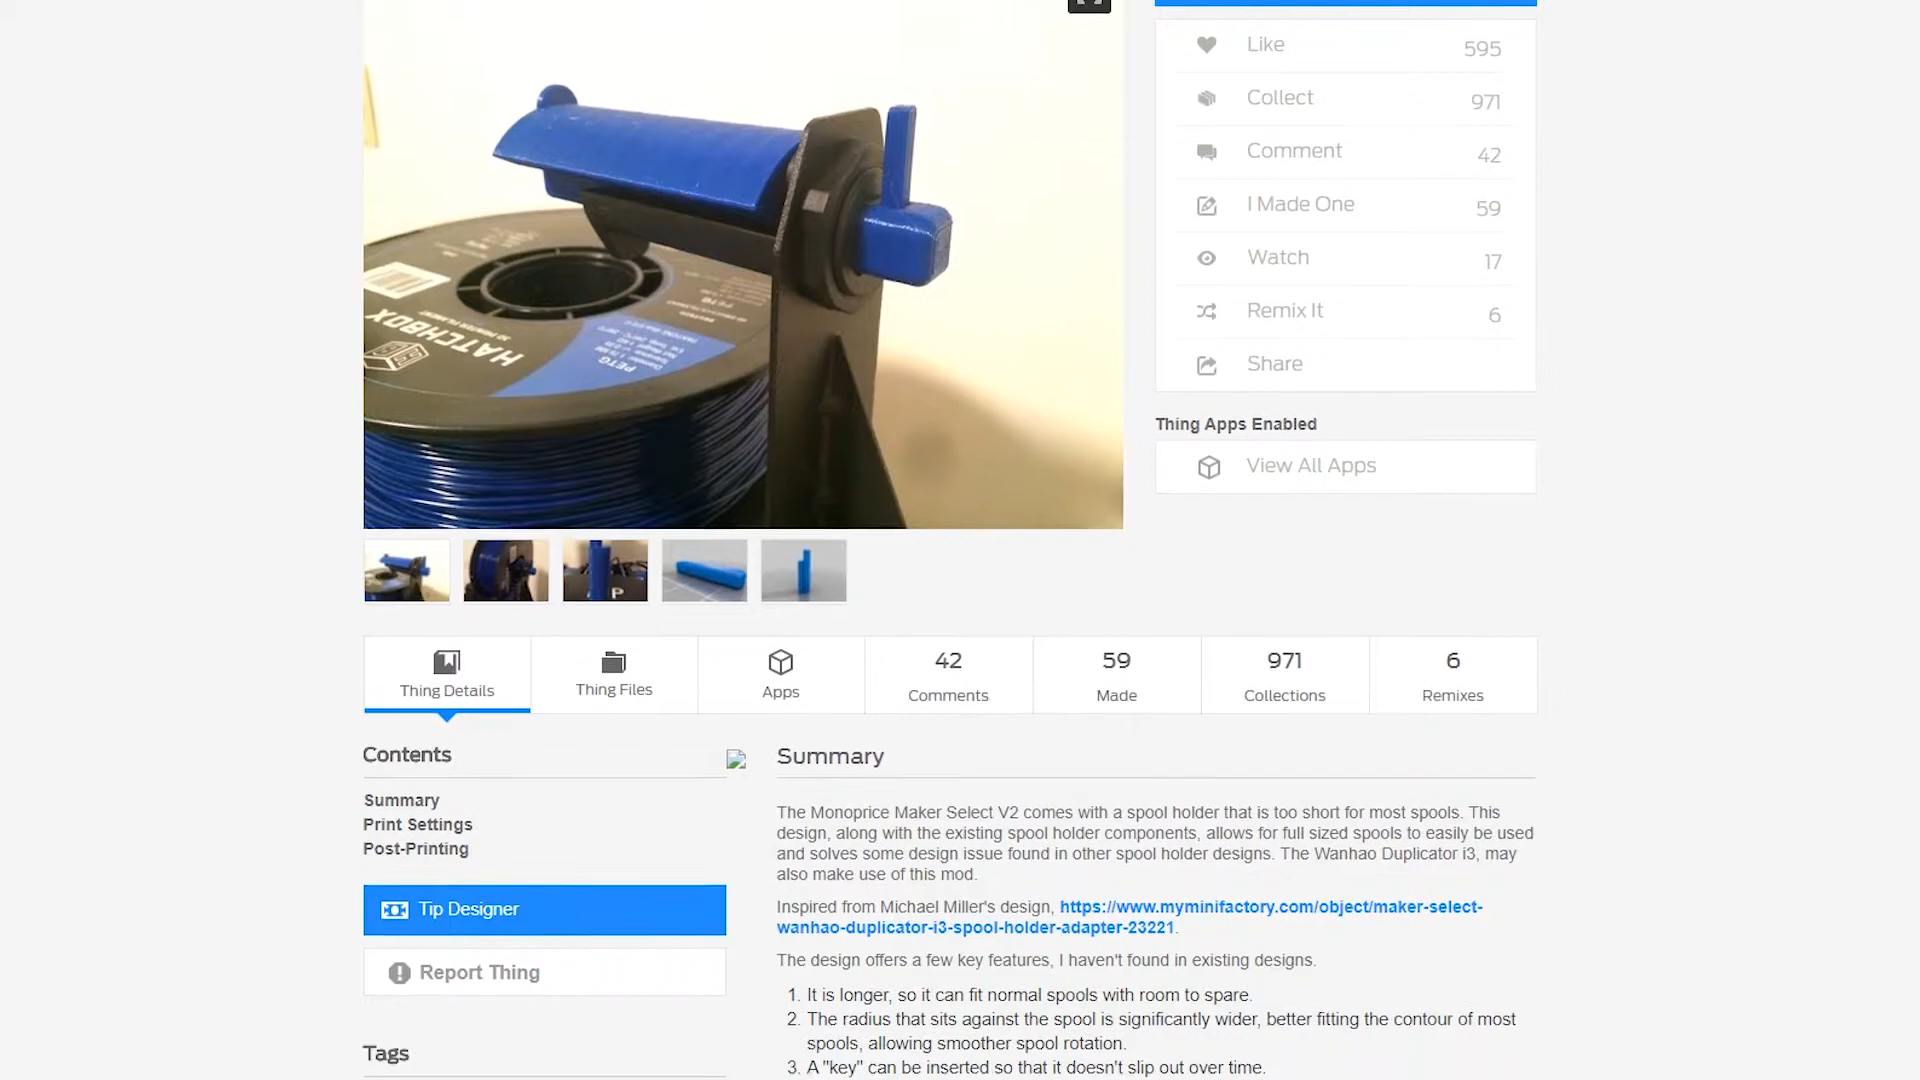 Like 595
Collect 971
Comment 42
I Made One 59
Watch 17
Remix It 6
Share
Thing Apps Enabled
View All Apps
HATCHBOX
PETG
P
Thing Details
Thing Files
Apps
42
Comments
59
Made
971
Collections
6
Remixes
Contents
Summary
Print Settings
Post-Printing
Tip Designer
Report Thing
Tags
Summary
The Monoprice Maker Select V2 comes with a spool holder that is too short for most spools. This
design, along with the existing spool holder components, allows for full sized spools to easily be used
and solves some design issue found in other spool holder designs. The Wanhao Duplicator i3, may
also make use of this mod.
Inspired from Michael Miller's design, https://www.myminifactory.com/object/maker-select-
wanhao-duplicator-i3-spool-holder-adapter-23221.
The design offers a few key features, I haven't found in existing designs.
1. It is longer, so it can fit normal spools with room to spare.
2. The radius that sits against the spool is significantly wider, better fitting the contour of most
spools, allowing smoother spool rotation.
3. A "key" can be inserted so that it doesn't slip out over time.